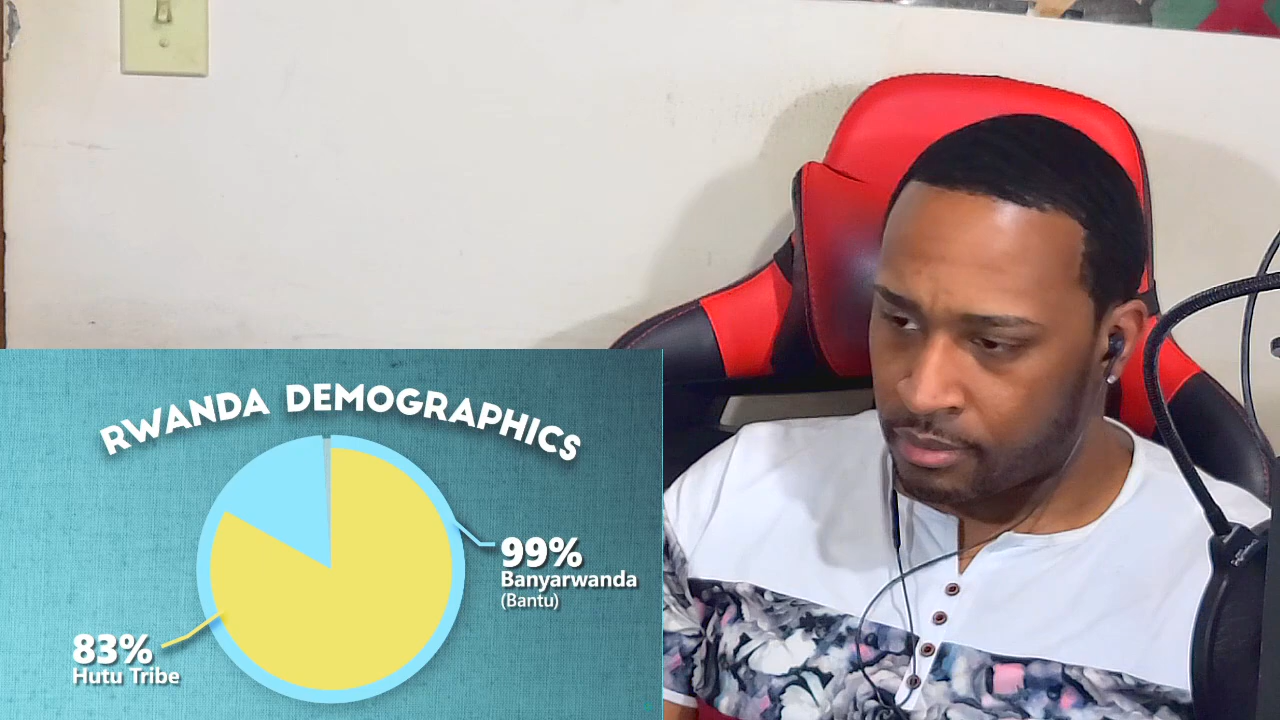 RWANDA DEMOGRAPHICS
99%
Banyarwanda
(Bantu)
83%
Hutu Tribe